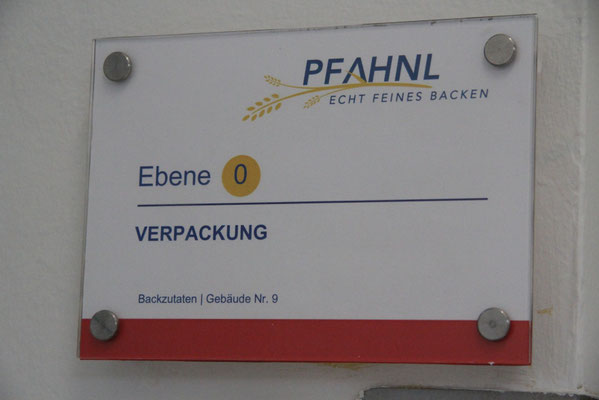 PFAHNL
ECHT FEINES BACKEN
Ebene 0
VERPACKUNG
Backzutaten | Gebäude Nr. 9